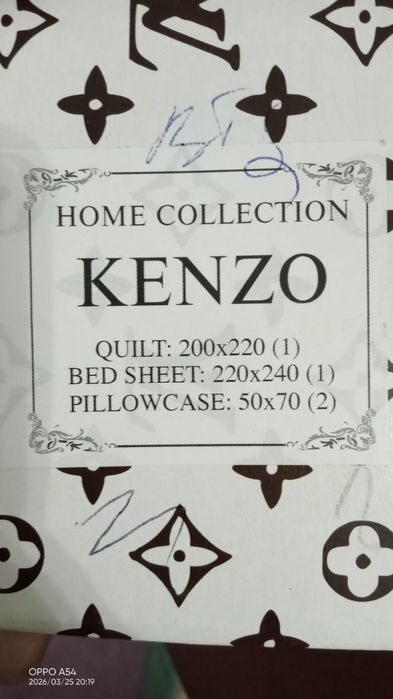 HOME COLLECTION
KENZO
QUILT: 200x220 (1)
BED SHEET: 220x240 (1)
PILLOWCASE: 50x70 (2)
OPPO A54
2026/03/25 20:19